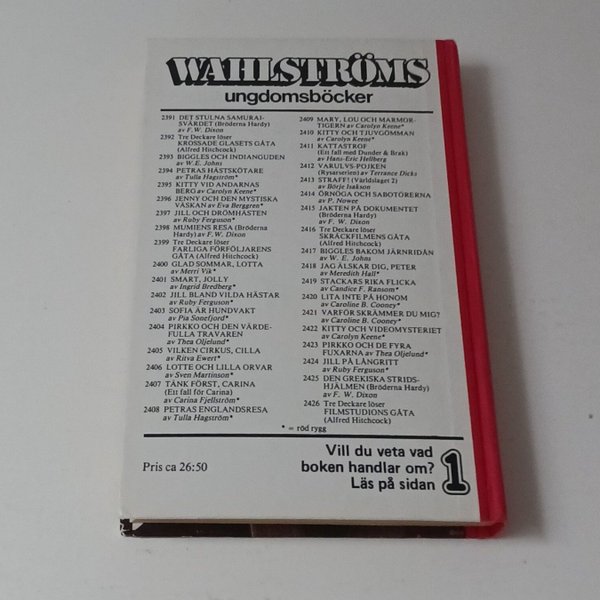 WAHLSTRÖMS
ungdomsböcker
2391 DET STULNA SAMURAI-
SVÄRDET (Bröderna Hardy)
av F. W. Dixon
2392 Tre Deckare löser
KROSSADE GLASETS GÅTA
(Alfred Hitchcock)
2393 BIGGLES OCH INDIANGUDEN
av W. E. Johns
2394 PETRAS HÄSTSKÖTARE
av Tulla Hagström*
2395 KITTY VID ANDARNAS
BERG av Carolyn Keene*
2396 JENNY OCH DEN MYSTISKA
VÄSKAN av Eva Berggren*
2397 JILL OCH DRÖMHÄSTEN
av Ruby Ferguson*
2398 MUMIENS RESA (Bröderna
Hardy) av F. W. Dixon
2399 Tre Deckare löser
FARLIGA FÖRFÖLJARENS
GÅTA (Alfred Hitchcock)
2400 GLAD SOMMAR, LOTTA
av Merri Vik*
2401 SMART, JOLLY
av Ingrid Bredberg*
2402 JILL BLAND VILDA HÄSTAR
av Ruby Ferguson*
2403 SOFIA ÄR HUNDVAKT
av Pia Sonefjord*
2404 PIRKKO OCH DEN VÄRDE-
FULLA TRAVAREN
av Thea Oljelund*
2405 VILKEN CIRKUS, CILLA
av Ritva Ewert*
2406 LOTTE OCH LILLA ORVAR
av Sven Martinson*
2407 TÄNK FÖRST, CARINA
(Ett fall för Carina)
av Carina Fjellström*
2408 PETRAS ENGLANDSRESA
av Tulla Hagström*
2409 MARY, LOU OCH MARMOR-
TIGERN av Carolyn Keene*
2410 KITTY OCH TJUVGÖMMAN
av Carolyn Keene*
2411 KATTASTROF
(Ett fall med Dunder & Brak)
av Hans-Eric Hellberg
2412 VARULVS-POJKEN
(Rysarserien) av Terrance Dicks
2413 STRAFF! (Världslaget 2)
av Börje Isakson
2414 ÖRNÖGA OCH SABOTÖRERNA
av P. Nowee
2415 JAKTEN PÅ DOKUMENTET
(Bröderna Hardy)
av F. W. Dixon
2416 Tre Deckare löser
SKRÄCKFILMENS GÅTA
(Alfred Hitchcock)
2417 BIGGLES BAKOM JÄRNRIDÅN
av W. E. Johns
2418 JAG ÄLSKAR DIG, PETER
av Meredith Hall*
2419 STACKARS RIKA FLICKA
av Candice F. Ransom*
2420 LITA INTE PÅ HONOM
av Caroline B. Cooney*
2421 VARFÖR SKRÄMMER DU MIG?
av Caroline B. Cooney*
2422 KITTY OCH VIDEOMYSTERIET
av Carolyn Keene*
2423 PIRKKO OCH DE FYRA
FUXARNA av Thea Oljelund*
2424 JILL PÅ LÅNGRITT
av Ruby Ferguson*
2425 DEN GREKISKA STRIDS-
HJÄLMEN (Bröderna Hardy)
av F. W. Dixon
2426 Tre Deckare löser
FILMSTUDIONS GÅTA
(Alfred Hitchcock)
* = röd rygg
Pris ca 26:50
Vill du veta vad
boken handlar om?
Läs på sidan 1